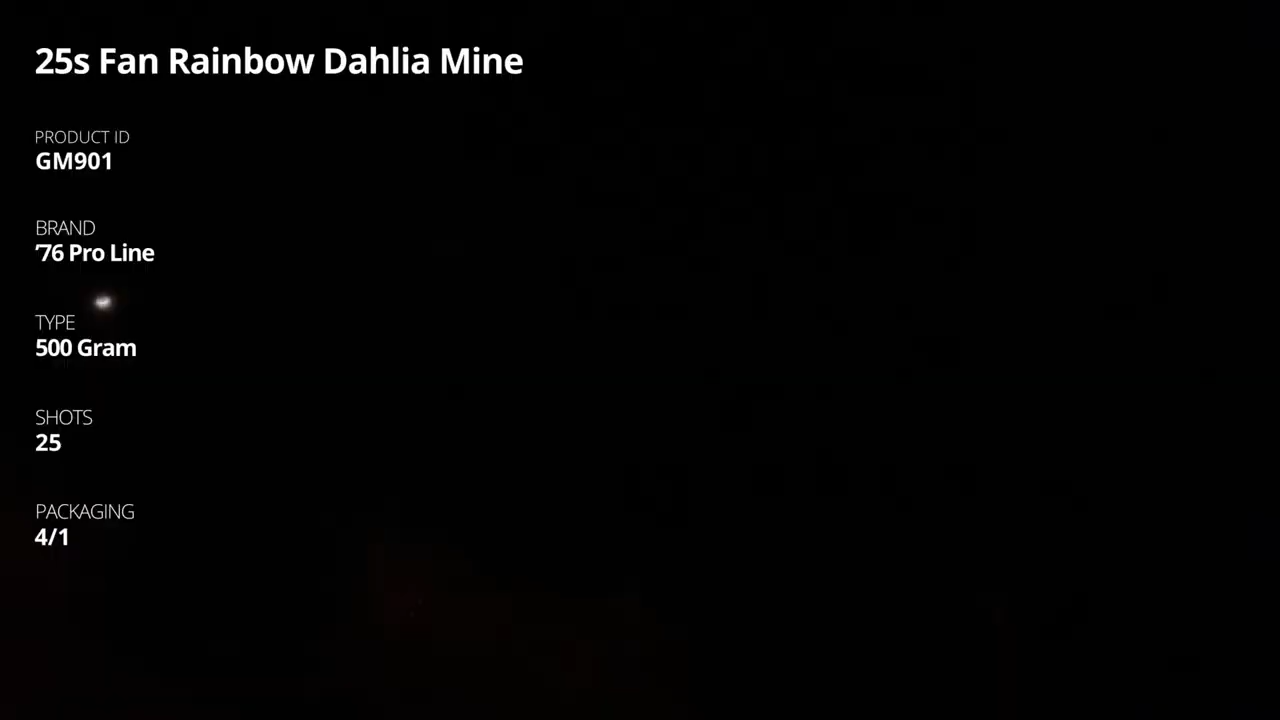 25s Fan Rainbow Dahlia Mine
PRODUCT ID
GM901
BRAND
'76 Pro Line
TYPE
500 Gram
SHOTS
25
PACKAGING
4/1